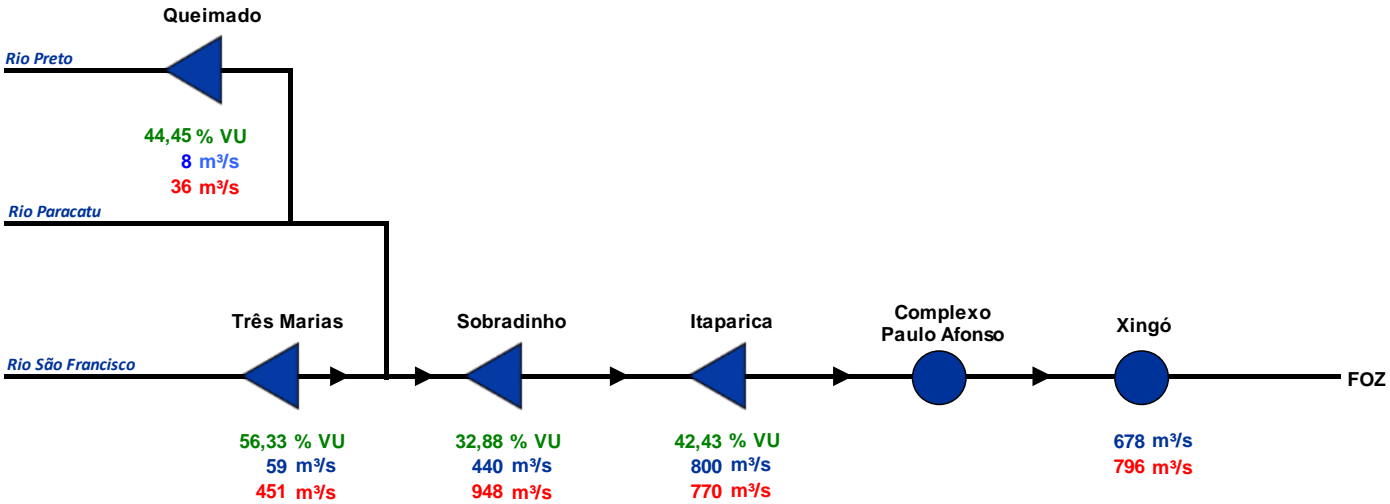 Queimado
Rio Preto
44,45 % VU
8 m³/s
36 m³/s
Rio Paracatu
Três Marias
Sobradinho
Itaparica
Complexo
Paulo Afonso
Xingó
Rio São Francisco
FOZ
56,33 % VU
59 m³/s
451 m³/s
32,88 % VU
440 m³/s
948 m³/s
42,43 % VU
800 m³/s
770 m³/s
678 m³/s
796 m³/s